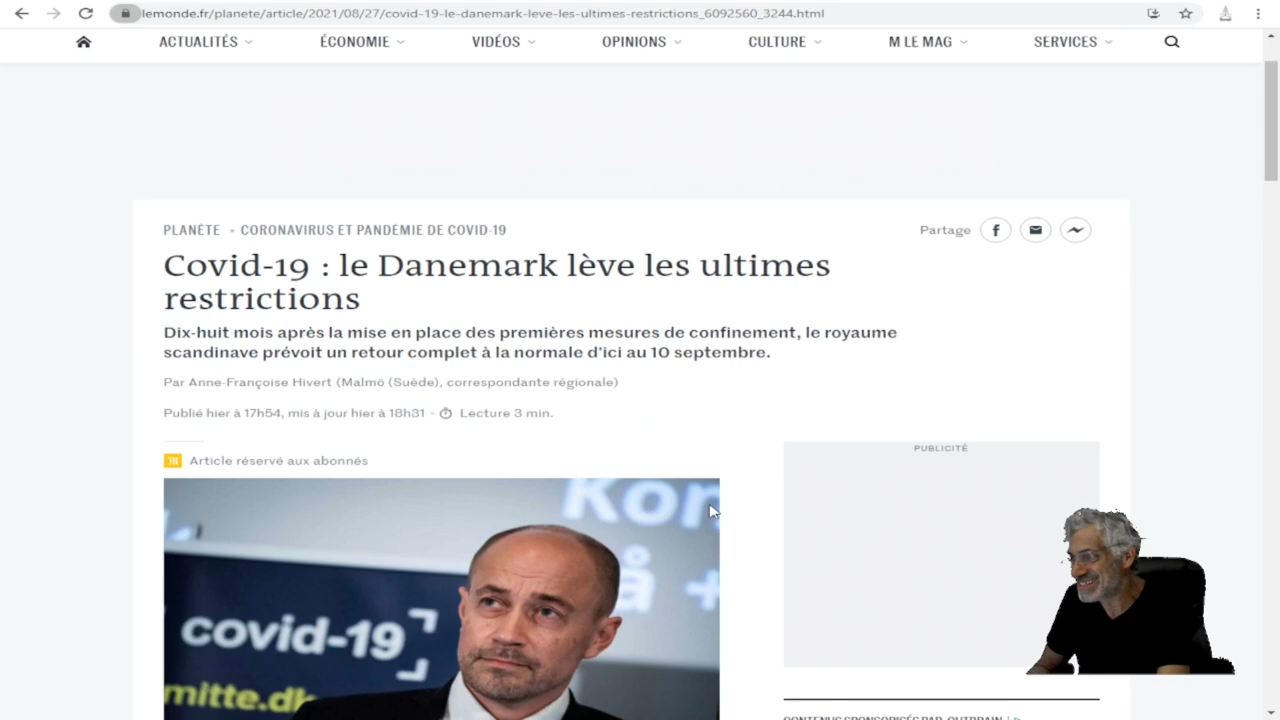 lemonde.fr/planete/article/2021/08/27/covid-19-le-danemark-leve-les-ultimes-restrictions_6092560_3244.html
ACTUALITÉS ÉCONOMIE VIDÉOS OPINIONS CULTURE M LE MAG SERVICES
PLANÈTE • CORONAVIRUS ET PANDÉMIE DE COVID-19
Partage
Covid-19 : le Danemark lève les ultimes
restrictions
Dix-huit mois après la mise en place des premières mesures de confinement, le royaume
scandinave prévoit un retour complet à la normale d'ici au 10 septembre.
Par Anne-Françoise Hivert (Malmö (Suède), correspondante régionale)
Publié hier à 17h54, mis à jour hier à 18h31 - Lecture 3 min.
Article réservé aux abonnés
PUBLICITÉ
Kon
å +
covid-19
mitte.dk
CONTENUS SPONSORISÉS PAR OUTBRAIN